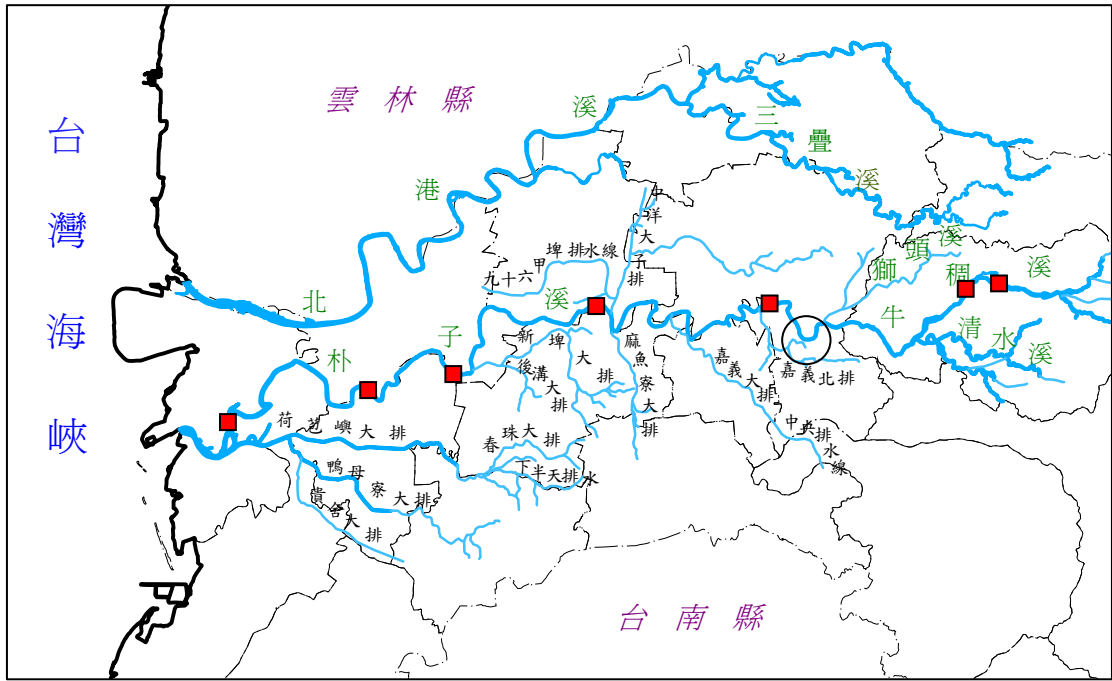 台灣海峽
雲林縣
北港溪
三疊溪
獅頭溪
牛稠溪
清水溪
朴子溪
中洋大子排
九十六甲埤排水線
新埤大排
後溝大排
麻魚寮大排
嘉義大排
嘉義北排
中央排水線
荷苞嶼大排
春珠大排
下半天排水
鴨母寮大排
貴舍大排
台南縣